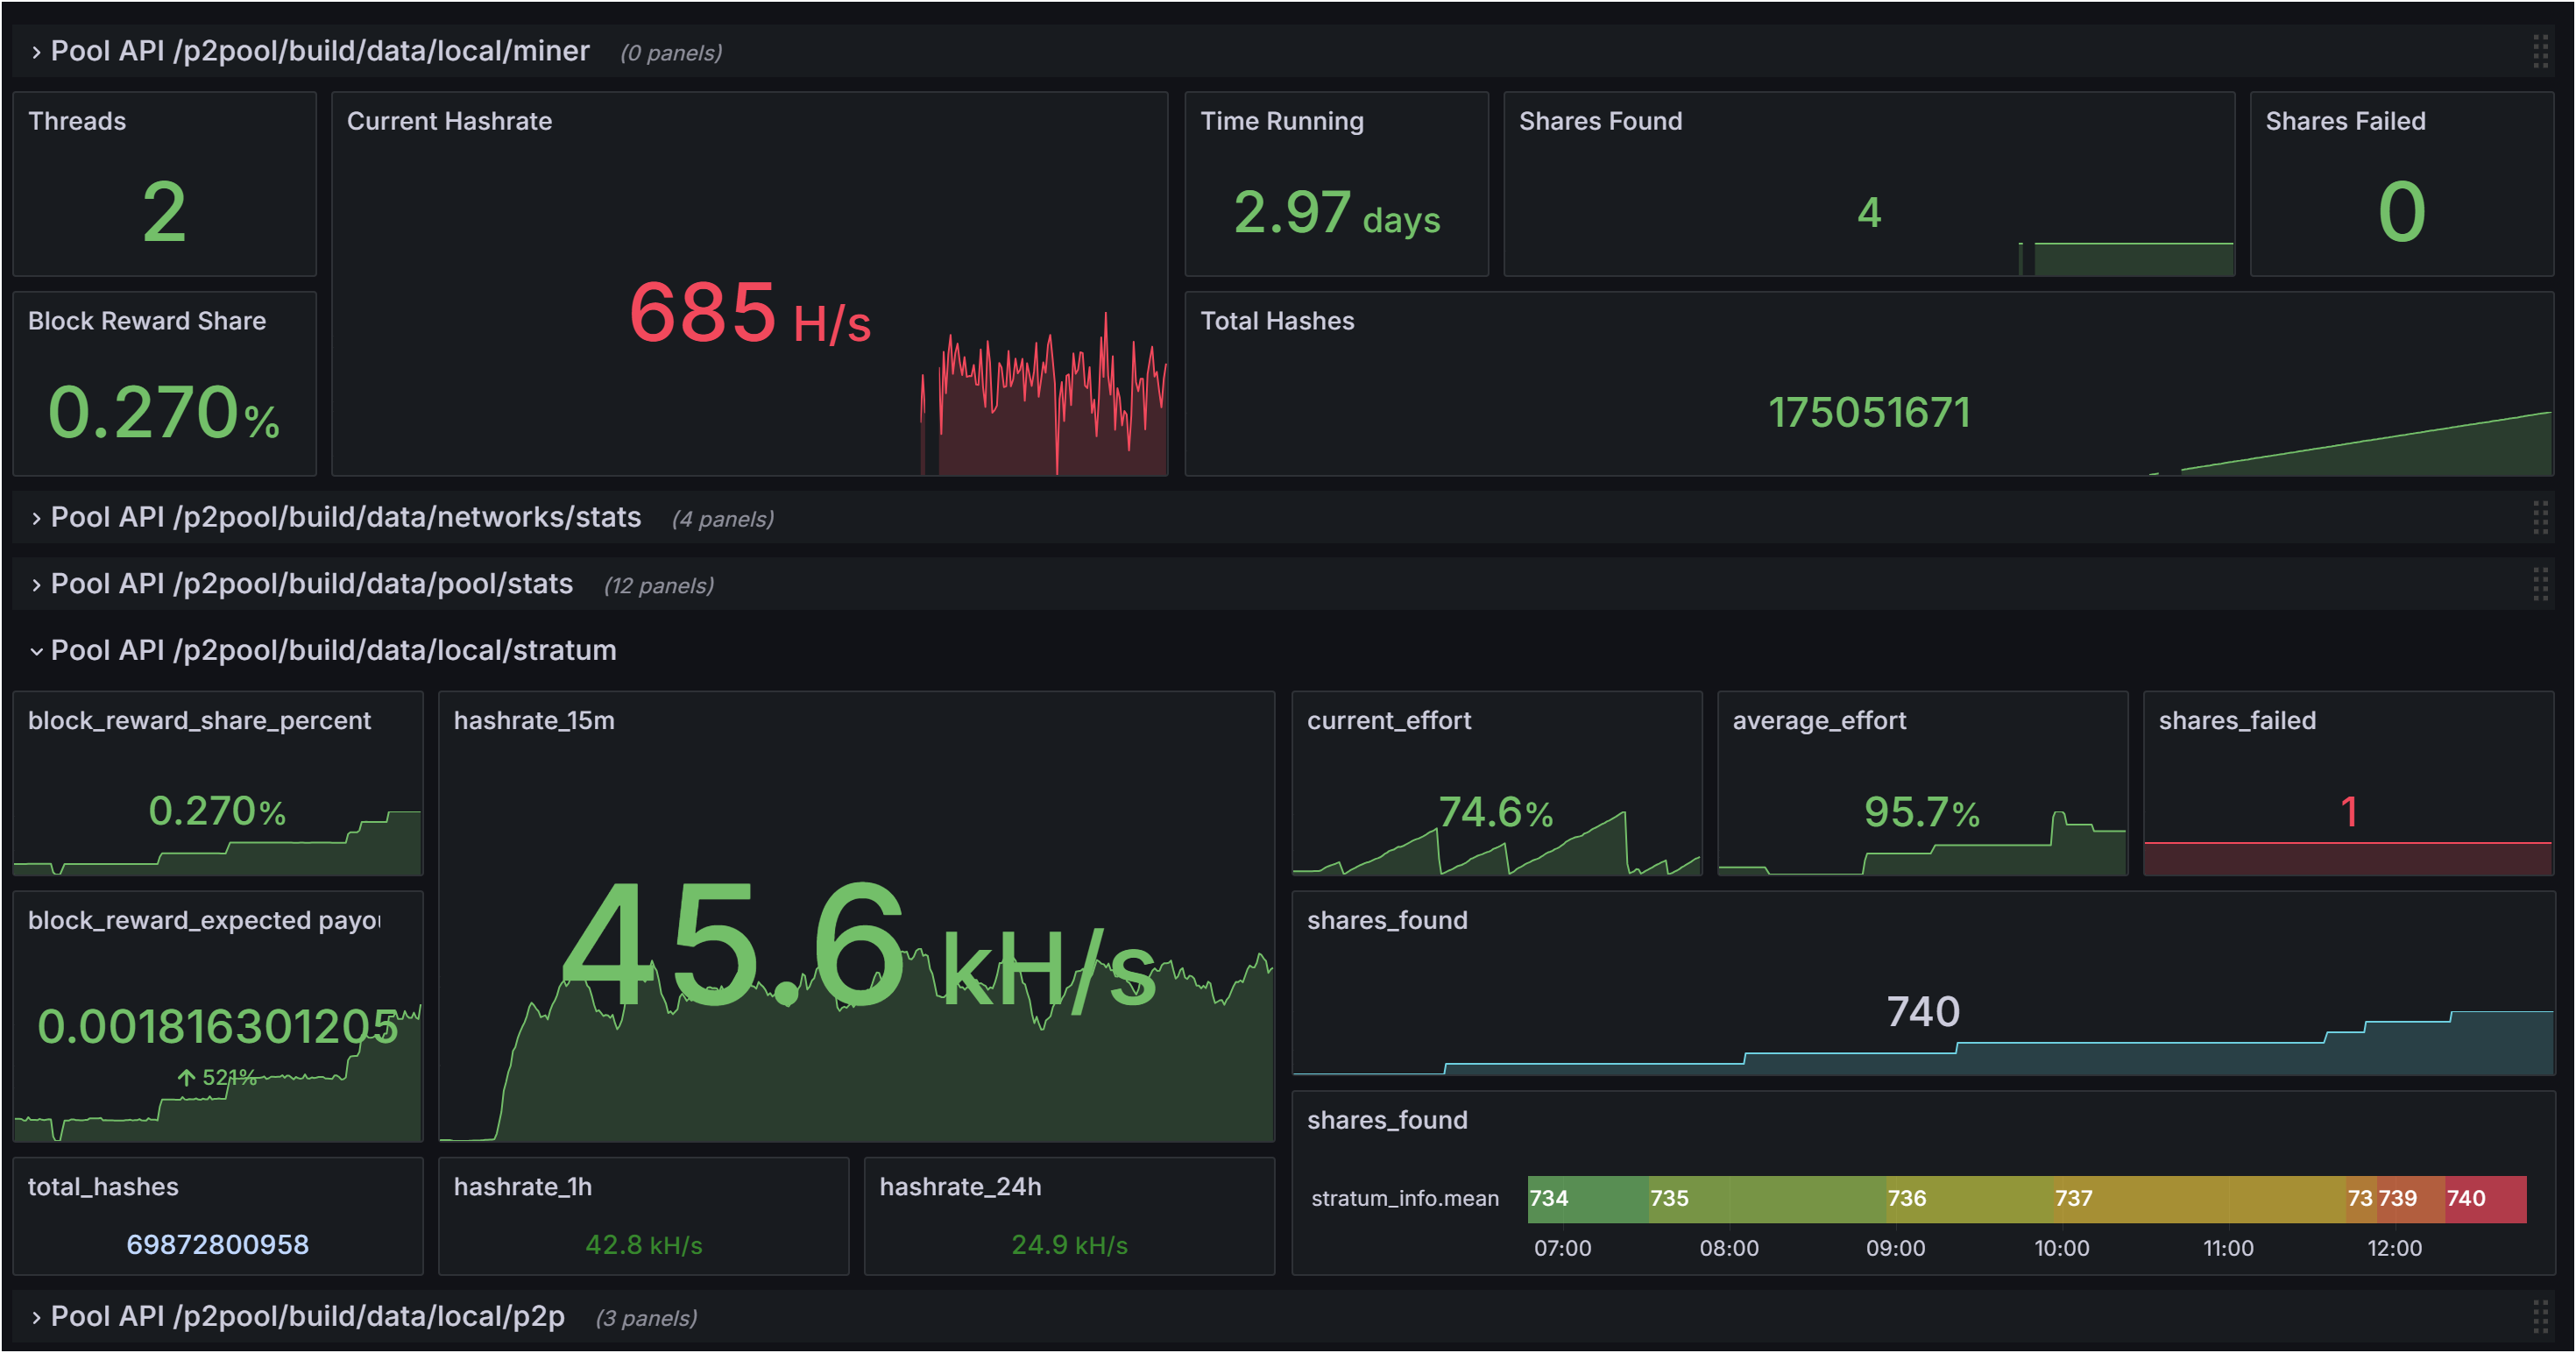 Pool API /p2pool/build/data/local/miner (0 panels)
Threads
2
Current Hashrate
685 H/s
Time Running
2.97 days
Shares Found
4
Shares Failed
0
Block Reward Share
0.270%
Total Hashes
175051671
Pool API /p2pool/build/data/networks/stats (4 panels)
Pool API /p2pool/build/data/pool/stats (12 panels)
Pool API /p2pool/build/data/local/stratum
block_reward_share_percent
0.270%
hashrate_15m
45.6 kH/s
current_effort
74.6%
average_effort
95.7%
shares_failed
1
block_reward_expected payou
0.001816301205
521%
shares_found
740
shares_found
stratum_info.mean
734 735 736 737 73 739 740
07:00 08:00 09:00 10:00 11:00 12:00
total_hashes
69872800958
hashrate_1h
42.8 kH/s
hashrate_24h
24.9 kH/s
Pool API /p2pool/build/data/local/p2p (3 panels)